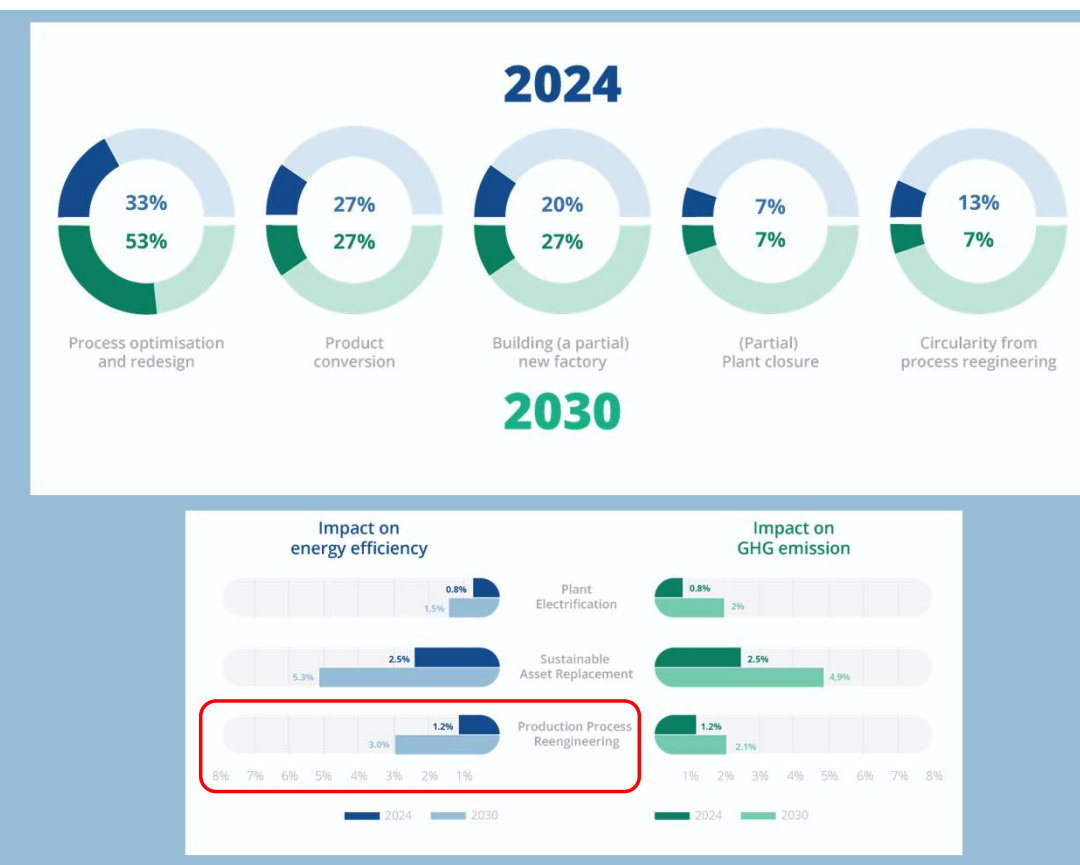 2024
33%
53%
27%
27%
20%
27%
7%
7%
13%
7%
Process optimisation
and redesign
Product
conversion
Building (a partial)
new factory
(Partial)
Plant closure
Circularity from
process reegineering
2030
Impact on
energy efficiency
Impact on
GHG emission
0.8%
1.5%
Plant
Electrification
0.8%
2%
2.5%
5.3%
Sustainable
Asset Replacement
2.5%
4,9%
1.2%
3.0%
Production Process
Reengineering
1.2%
2.1%
8% 7% 6% 5% 4% 3% 2% 1%
1% 2% 3% 4% 5% 6% 7% 8%
2024 2030
2024 2030